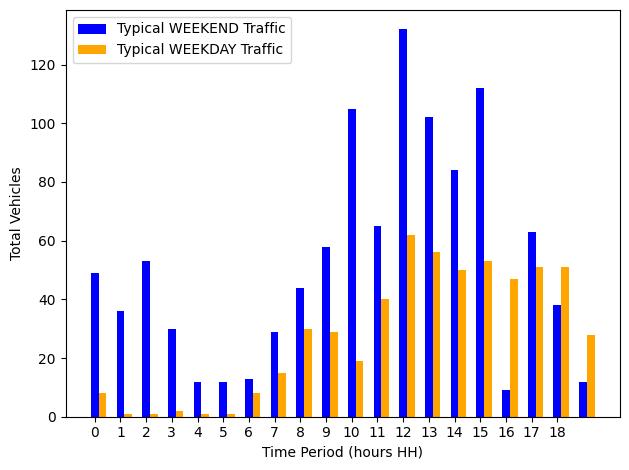 Typical WEEKEND Traffic
Typical WEEKDAY Traffic
120
100
80
60
40
20
0
Total Vehicles
0 1 2 3 4 5 6 7 8 9 10 11 12 13 14 15 16 17 18
Time Period (hours HH)